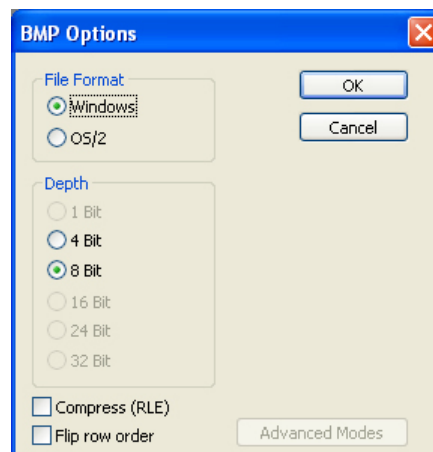 BMP Options
File Format
Windows
OS/2
OK
Cancel
Depth
1 Bit
4 Bit
8 Bit
16 Bit
24 Bit
32 Bit
Compress (RLE)
Flip row order
Advanced Modes